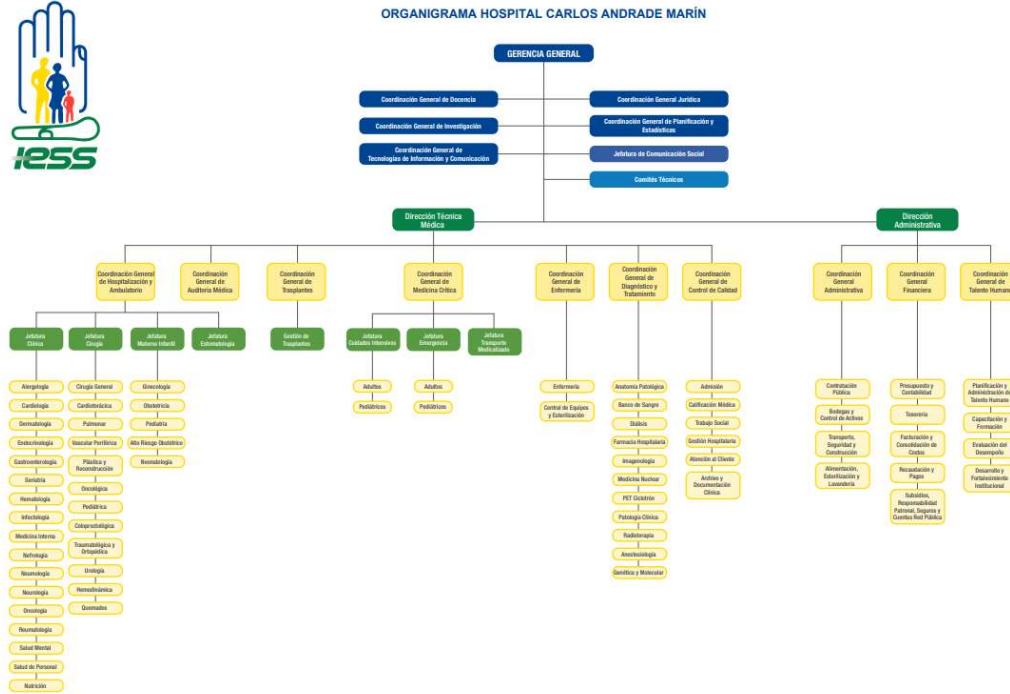 ORGANIGRAMA HOSPITAL CARLOS ANDRADE MARÍN
iess
GERENCIA GENERAL
Coordinación General de Docencia
Coordinación General Jurídica
Coordinación General de Investigación
Coordinación General de Planificación y
Estadísticas
Coordinación General de
Tecnologías de Información y Comunicación
Jefatura de Comunicación Social
Comités Técnicos
Dirección Técnica
Médica
Dirección
Administrativa
Coordinación General
de Hospitalización y
Ambulatorio
Coordinación
General de
Auditoría Médica
Coordinación
General de
Trasplantes
Coordinación
General de
Medicina Crítica
Coordinación
General de
Enfermería
Coordinación
General de
Diagnóstico y
Tratamiento
Coordinación
General de
Control de Calidad
Coordinación
General
Administrativa
Coordinación
General
Financiera
Coordinación
General de
Talento Humano
Jefatura
Clínica
Jefatura
Cirugía
Jefatura
Materno Infantil
Jefatura
Estomatología
Gestión de
Trasplantes
Jefatura
Cuidados Intensivos
Jefatura
Emergencia
Jefatura
Transporte
Medicalizado
Alergología
Cardiología
Dermatología
Endocrinología
Gastroenterología
Geriatría
Hematología
Infectología
Medicina Interna
Nefrología
Neumología
Neurología
Oncología
Reumatología
Salud Mental
Salud de Personal
Nutrición
Cirugía General
Cardiotorácica
Pulmonar
Vascular Periférica
Plástica y
Reconstrucción
Oncológica
Pediátrica
Coloproctológica
Traumatológica y
Ortopédica
Urología
Hemodinámica
Quemados
Ginecología
Obstetricia
Pediatría
Alto Riesgo Obstétrico
Neonatología
Adultos
Pediátricos
Adultos
Pediátricos
Enfermería
Control de Equipos
y Esterilización
Anatomía Patológica
Banco de Sangre
Diálisis
Farmacia Hospitalaria
Imagenología
Medicina Nuclear
PET Ciclotrón
Patología Clínica
Radioterapia
Anestesiología
Genética y Molecular
Admisión
Calificación Médica
Trabajo Social
Gestión Hospitalaria
Atención al Cliente
Archivo y
Documentación
Clínica
Contratación
Pública
Bodegas y
Control de Activos
Transporte,
Seguridad y
Construcción
Alimentación,
Esterilización y
Lavandería
Presupuesto y
Contabilidad
Tesorería
Facturación y
Consolidación de
Costos
Recaudación y
Pagos
Subsidios,
Responsabilidad
Patronal, Seguros y
Cuentas Red Pública
Planificación y
Administración de
Talento Humano
Capacitación y
Formación
Evaluación del
Desempeño
Desarrollo y
Fortalecimiento
Institucional